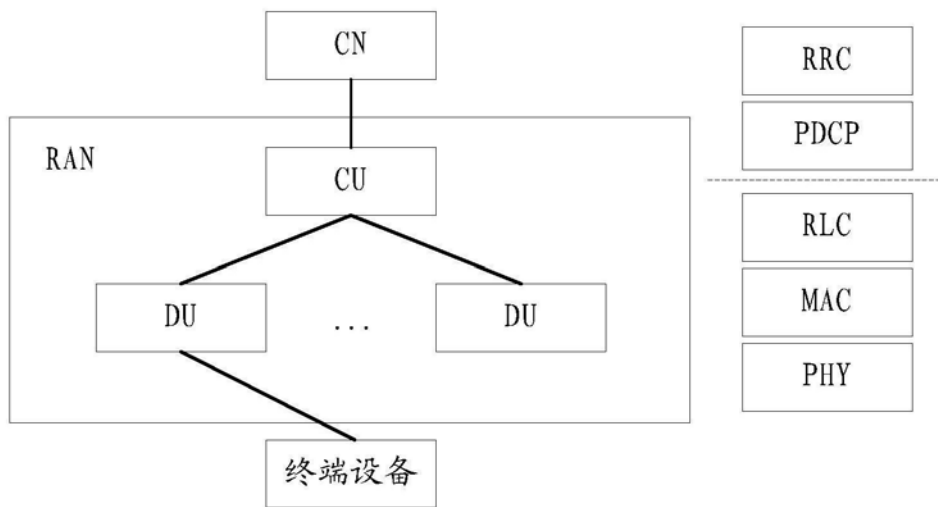 CN
RAN
CU
DU
...
DU
终端设备
RRC
PDCP
RLC
MAC
PHY